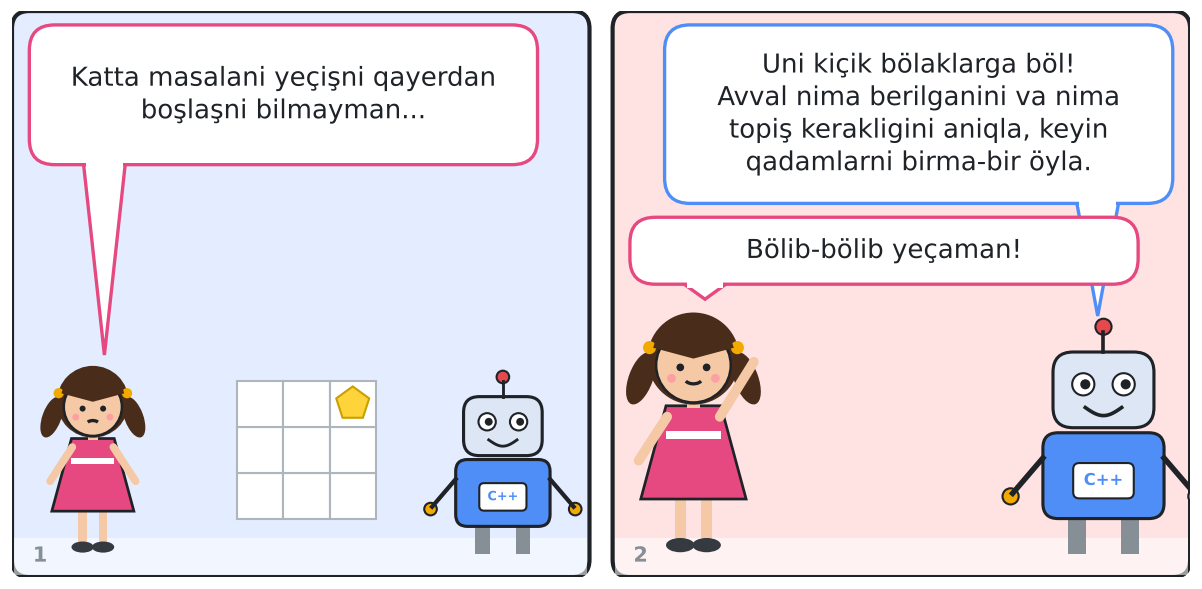 Katta masalani yeçişni qayerdan
boşlaşni bilmayman...
C++
1
Uni kiçik bölaklarga böl!
Avval nima berilganini va nima
topiş kerakligini aniqla, keyin
qadamlarni birma-bir öyla.
Bölib-bölib yeçaman!
C++
2